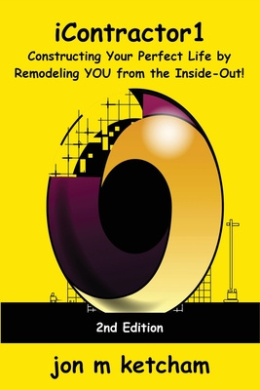 iContractor1
Constructing Your Perfect Life by
Remodeling YOU from the Inside-Out!
2nd Edition
jon m ketcham